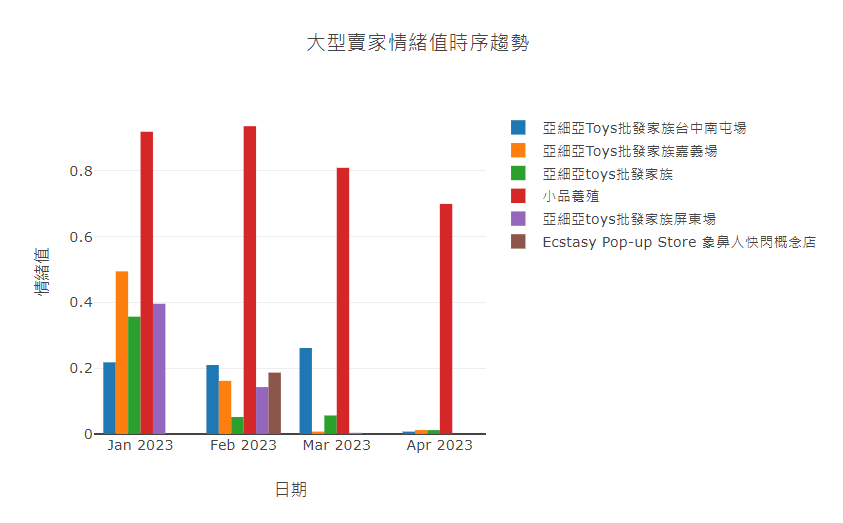 大型賣家情緒值時序趨勢
亞細亞Toys批發家族台中南屯場
亞細亞Toys批發家族嘉義場
亞細亞toys批發家族
小品養殖
亞細亞toys批發家族屏東場
Ecstasy Pop-up Store 象鼻人快閃概念店
情緒值
0.8
0.6
0.4
0.2
0
Jan 2023
Feb 2023
Mar 2023
Apr 2023
日期